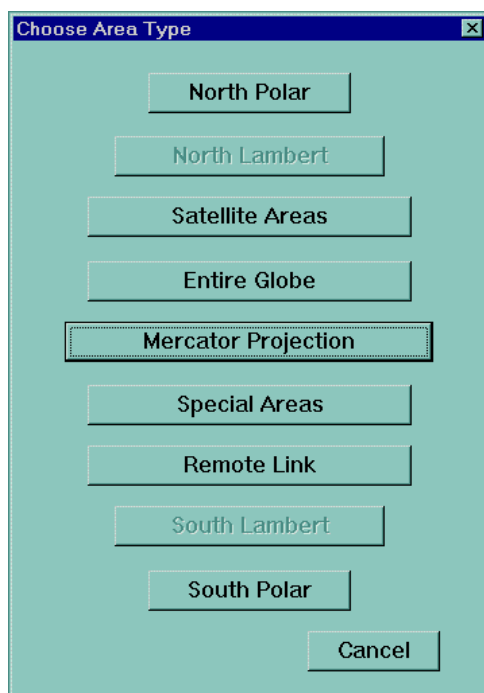 Choose Area Type
North Polar
North Lambert
Satellite Areas
Entire Globe
Mercator Projection
Special Areas
Remote Link
South Lambert
South Polar
Cancel